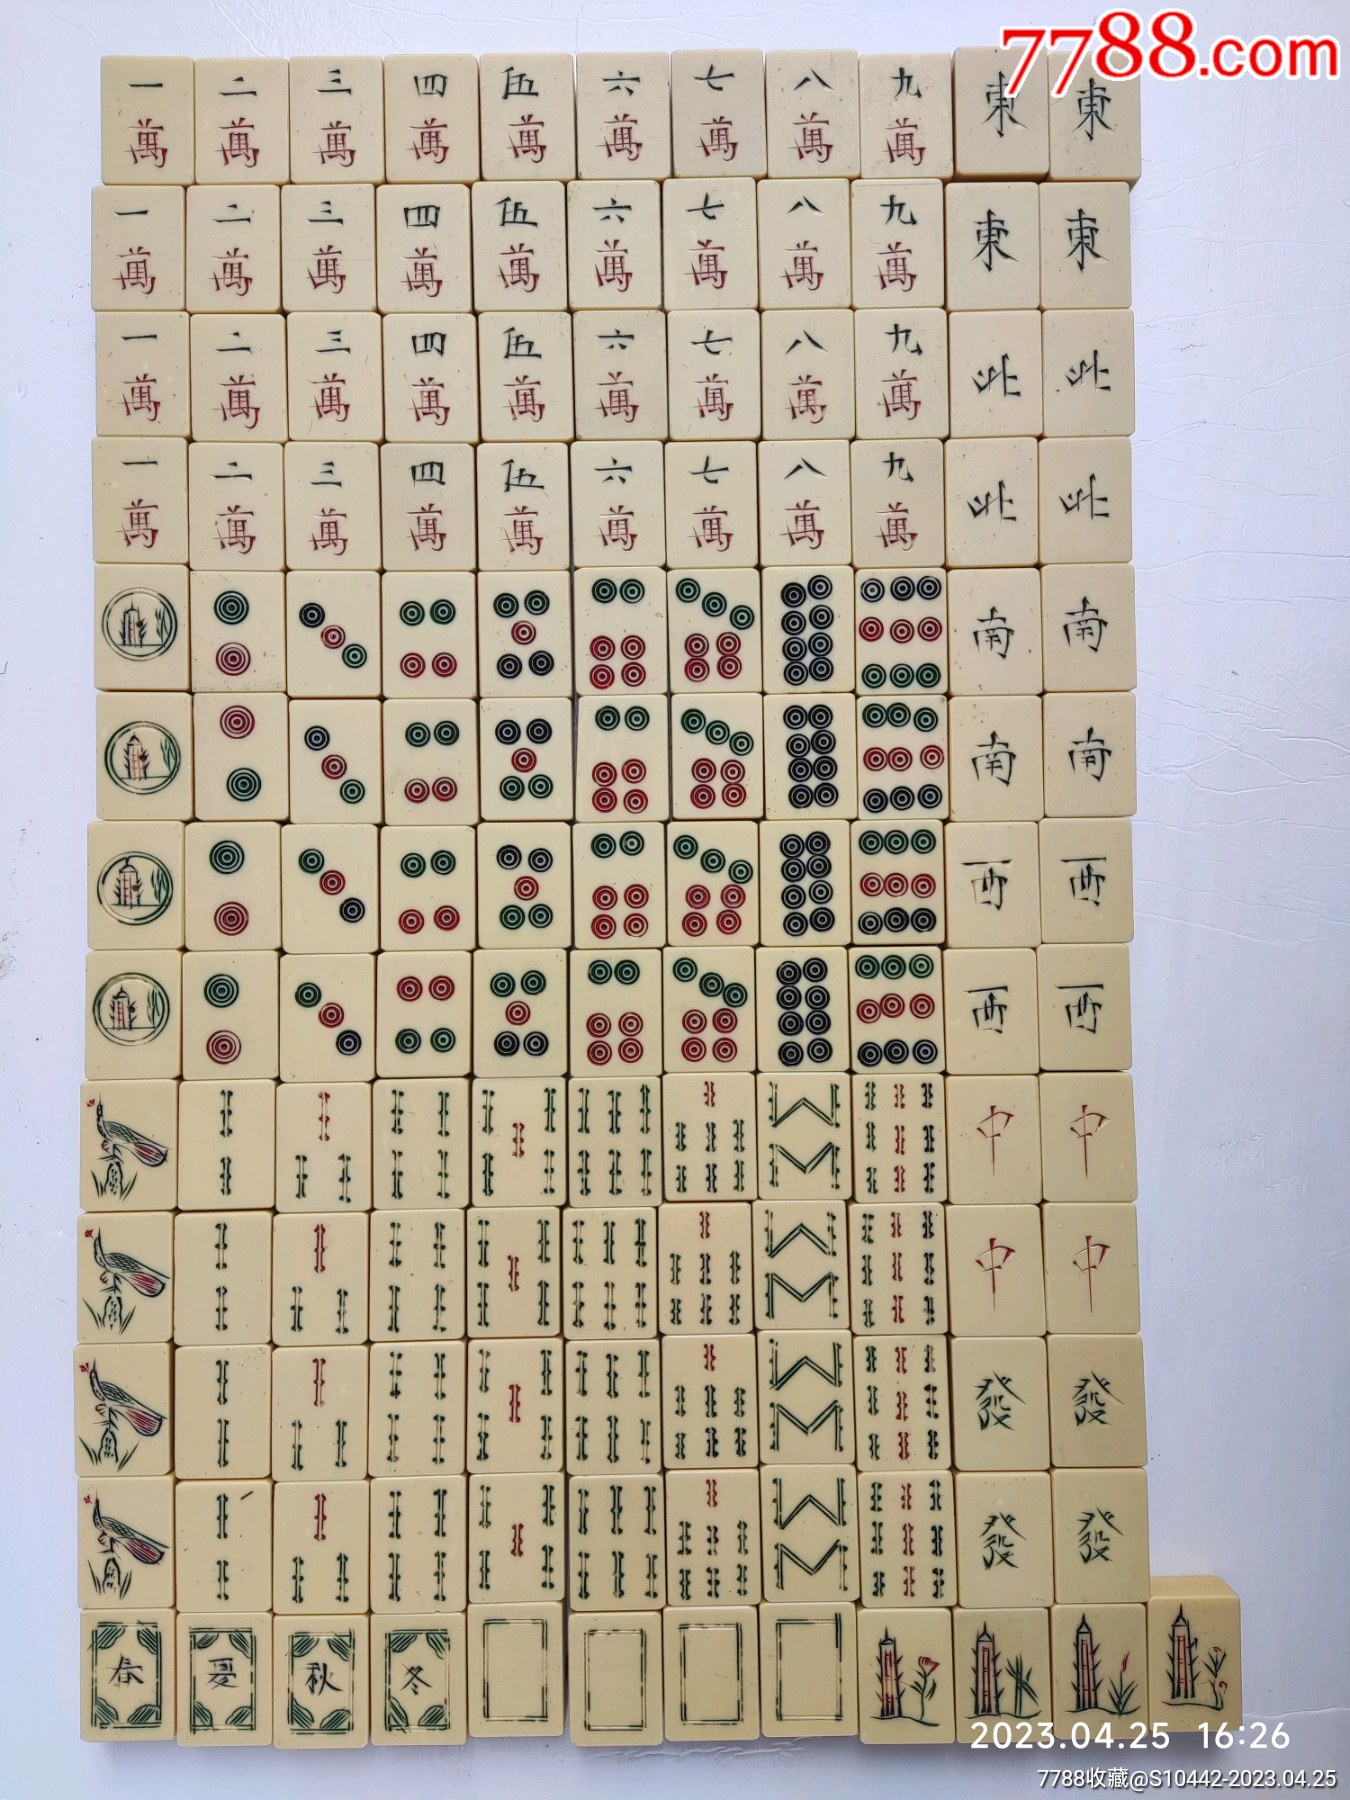 7788.com
一 二 三 四 伍 六 七 八 九 東 東
萬 萬 萬 萬 萬 萬 萬 萬 萬
一 二 三 四 伍 六 七 八 九 東 東
萬 萬 萬 萬 萬 萬 萬 萬 萬
一 二 三 四 伍 六 七 八 九 北 北
萬 萬 萬 萬 萬 萬 萬 萬 萬
一 二 三 四 伍 六 七 八 九 北 北
萬 萬 萬 萬 萬 萬 萬 萬 萬
南 南
南 南
西 西
西 西
中 中
中 中
發 發
發 發
春 夏 秋 冬
2023.04.25 16:26
7788收藏@S10442-2023.04.25